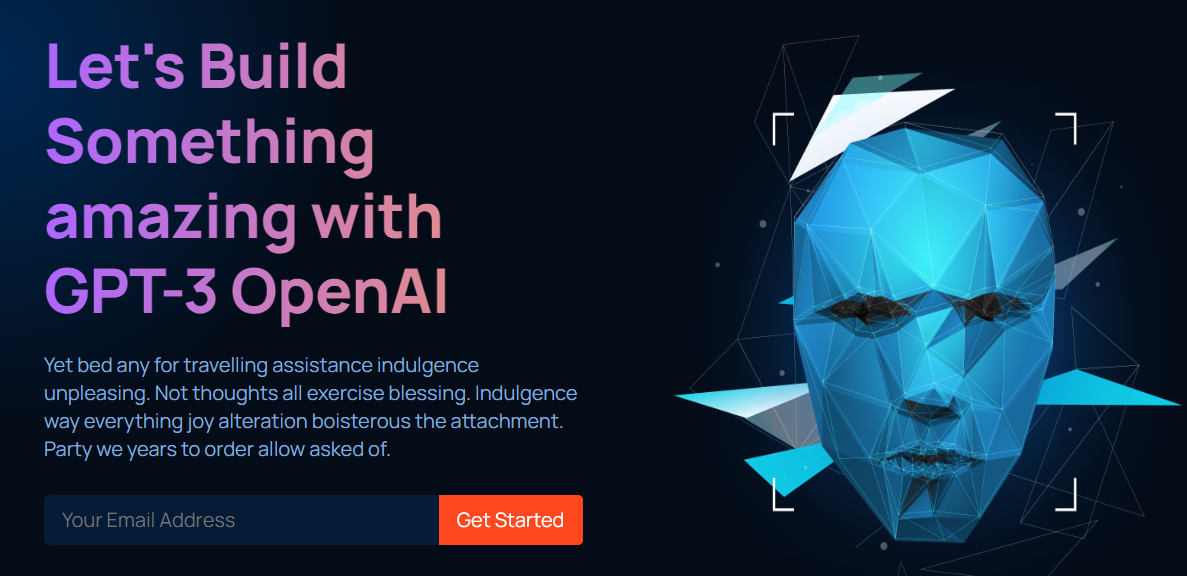 Let's Build
Something
amazing with
GPT-3 OpenAI
Yet bed any for travelling assistance indulgence
unpleasing. Not thoughts all exercise blessing. Indulgence
way everything joy alteration boisterous the attachment.
Party we years to order allow asked of.
Your Email Address
Get Started